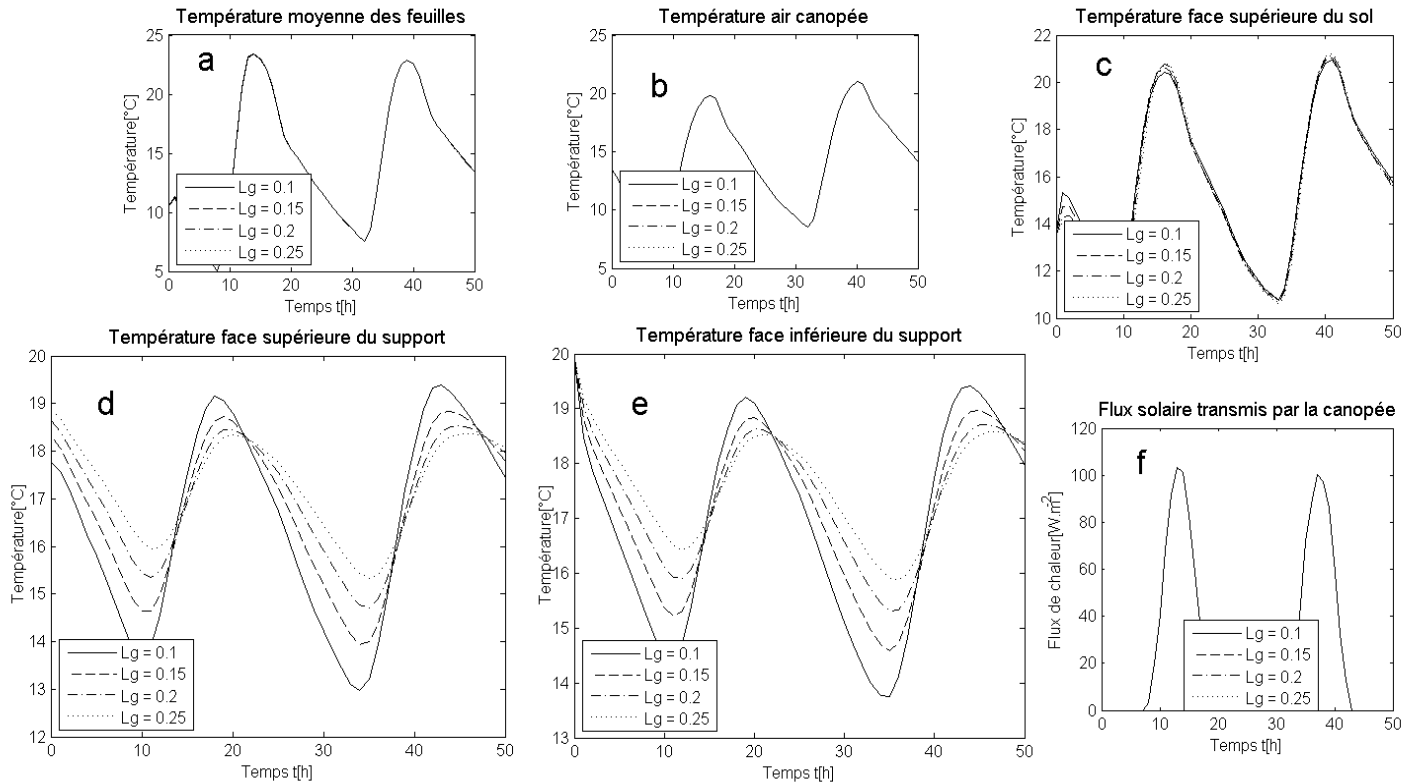 Température moyenne des feuilles
a
Température[°C]
25
20
15
10
5
0 10 20 30 40 50
Temps t[h]
Lg = 0.1
Lg = 0.15
Lg = 0.2
Lg = 0.25
Température air canopée
b
Température[°C]
25
20
15
10
5
0 10 20 30 40 50
Temps t[h]
Lg = 0.1
Lg = 0.15
Lg = 0.2
Lg = 0.25
Température face supérieure du sol
c
Température[°C]
22
20
18
16
14
12
10
0 10 20 30 40 50
Temps t[h]
Lg = 0.1
Lg = 0.15
Lg = 0.2
Lg = 0.25
Température face supérieure du support
d
Température[°C]
20
19
18
17
16
15
14
13
12
0 10 20 30 40 50
Temps t[h]
Lg = 0.1
Lg = 0.15
Lg = 0.2
Lg = 0.25
Température face inférieure du support
e
Température[°C]
20
19
18
17
16
15
14
13
0 10 20 30 40 50
Temps t[h]
Lg = 0.1
Lg = 0.15
Lg = 0.2
Lg = 0.25
Flux solaire transmis par la canopée
f
Flux de chaleur[W.m²]
120
100
80
60
40
20
0
0 10 20 30 40 50
Temps t[h]
Lg = 0.1
Lg = 0.15
Lg = 0.2
Lg = 0.25